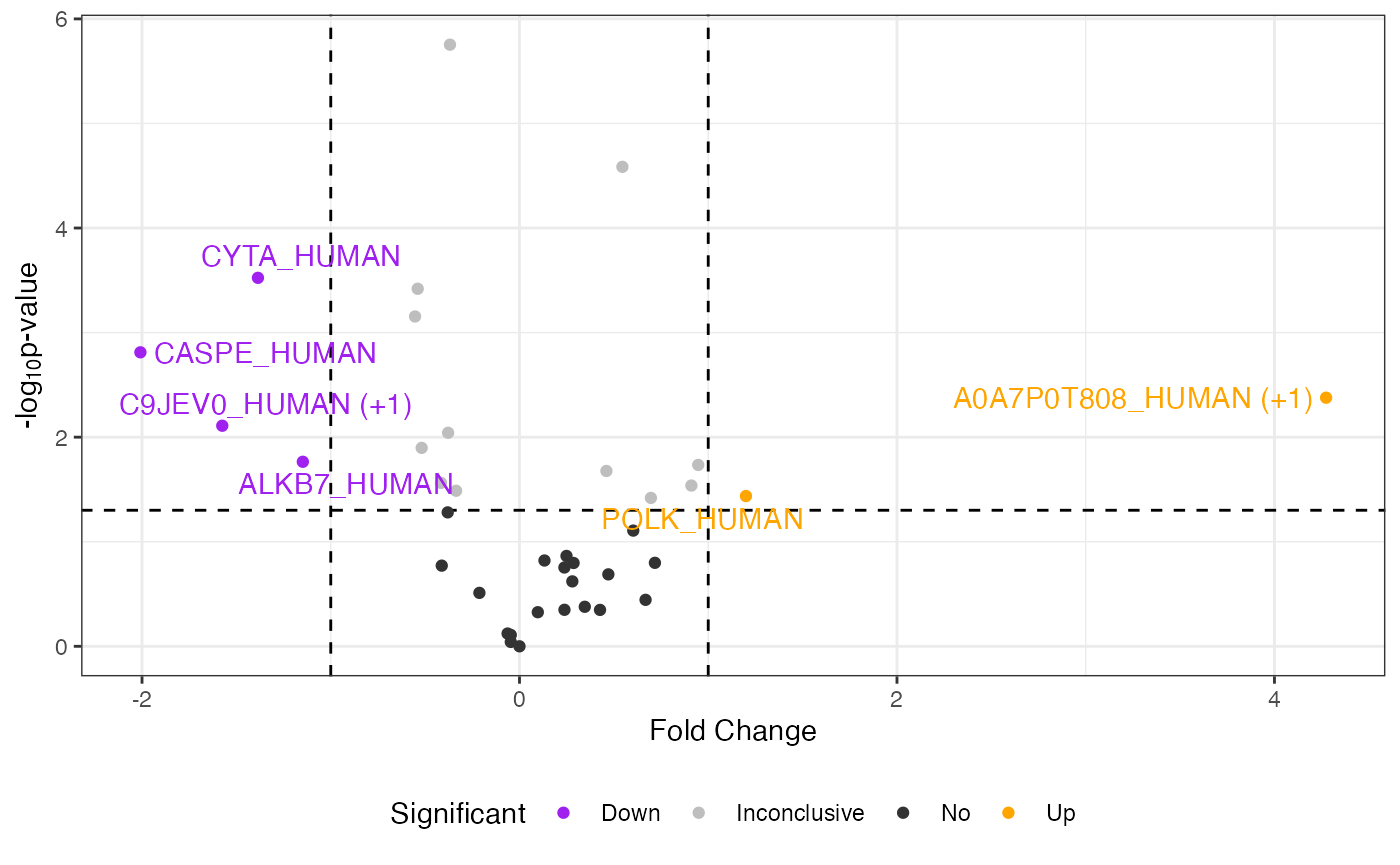 6
4
2
0
-log₁₀p-value
CYTA_HUMAN
CASPE_HUMAN
C9JEV0_HUMAN (+1)
ALKB7_HUMAN
A0A7P0T808_HUMAN (+1)
POLK_HUMAN
-2 0 2 4
Fold Change
Significant Down Inconclusive No Up